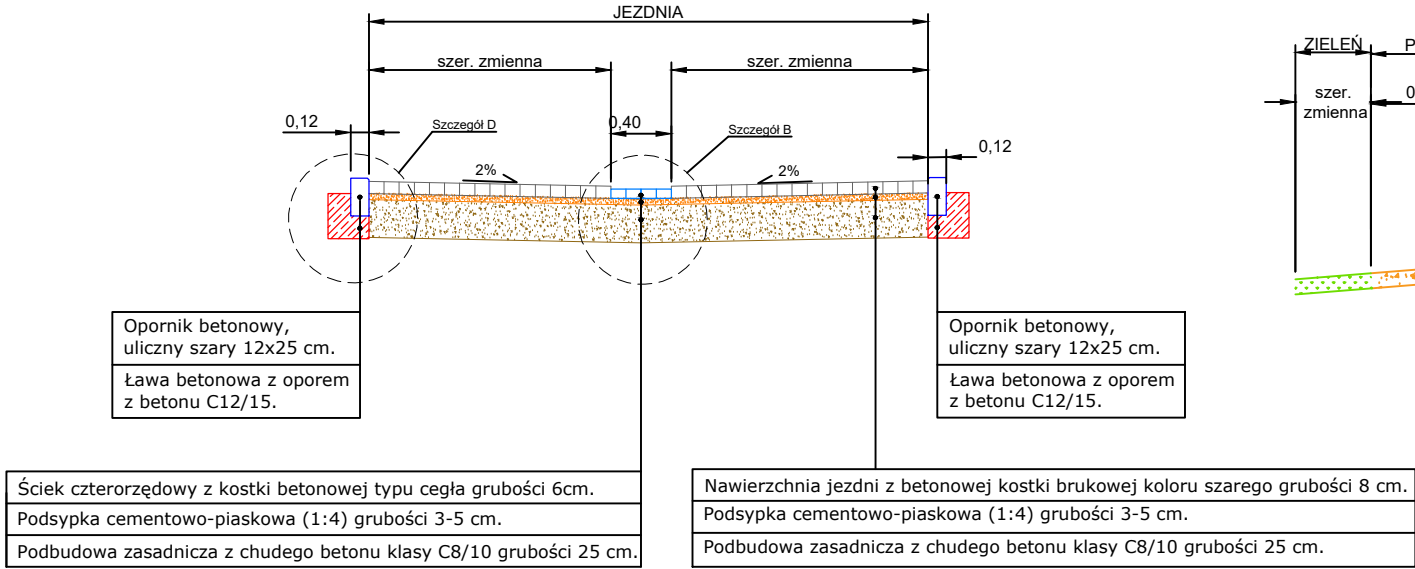 JEZDNIA
szer. zmienna
szer. zmienna
0,12
Szczegół D
0,40
Szczegół B
0,12
2%
2%
ZIELEŃ
P
szer.
zmienna
0
Opornik betonowy,
uliczny szary 12x25 cm.
Ława betonowa z oporem
z betonu C12/15.
Opornik betonowy,
uliczny szary 12x25 cm.
Ława betonowa z oporem
z betonu C12/15.
Ściek czterorzędowy z kostki betonowej typu cegła grubości 6cm.
Podsypka cementowo-piaskowa (1:4) grubości 3-5 cm.
Podbudowa zasadnicza z chudego betonu klasy C8/10 grubości 25 cm.
Nawierzchnia jezdni z betonowej kostki brukowej koloru szarego grubości 8 cm.
Podsypka cementowo-piaskowa (1:4) grubości 3-5 cm.
Podbudowa zasadnicza z chudego betonu klasy C8/10 grubości 25 cm.